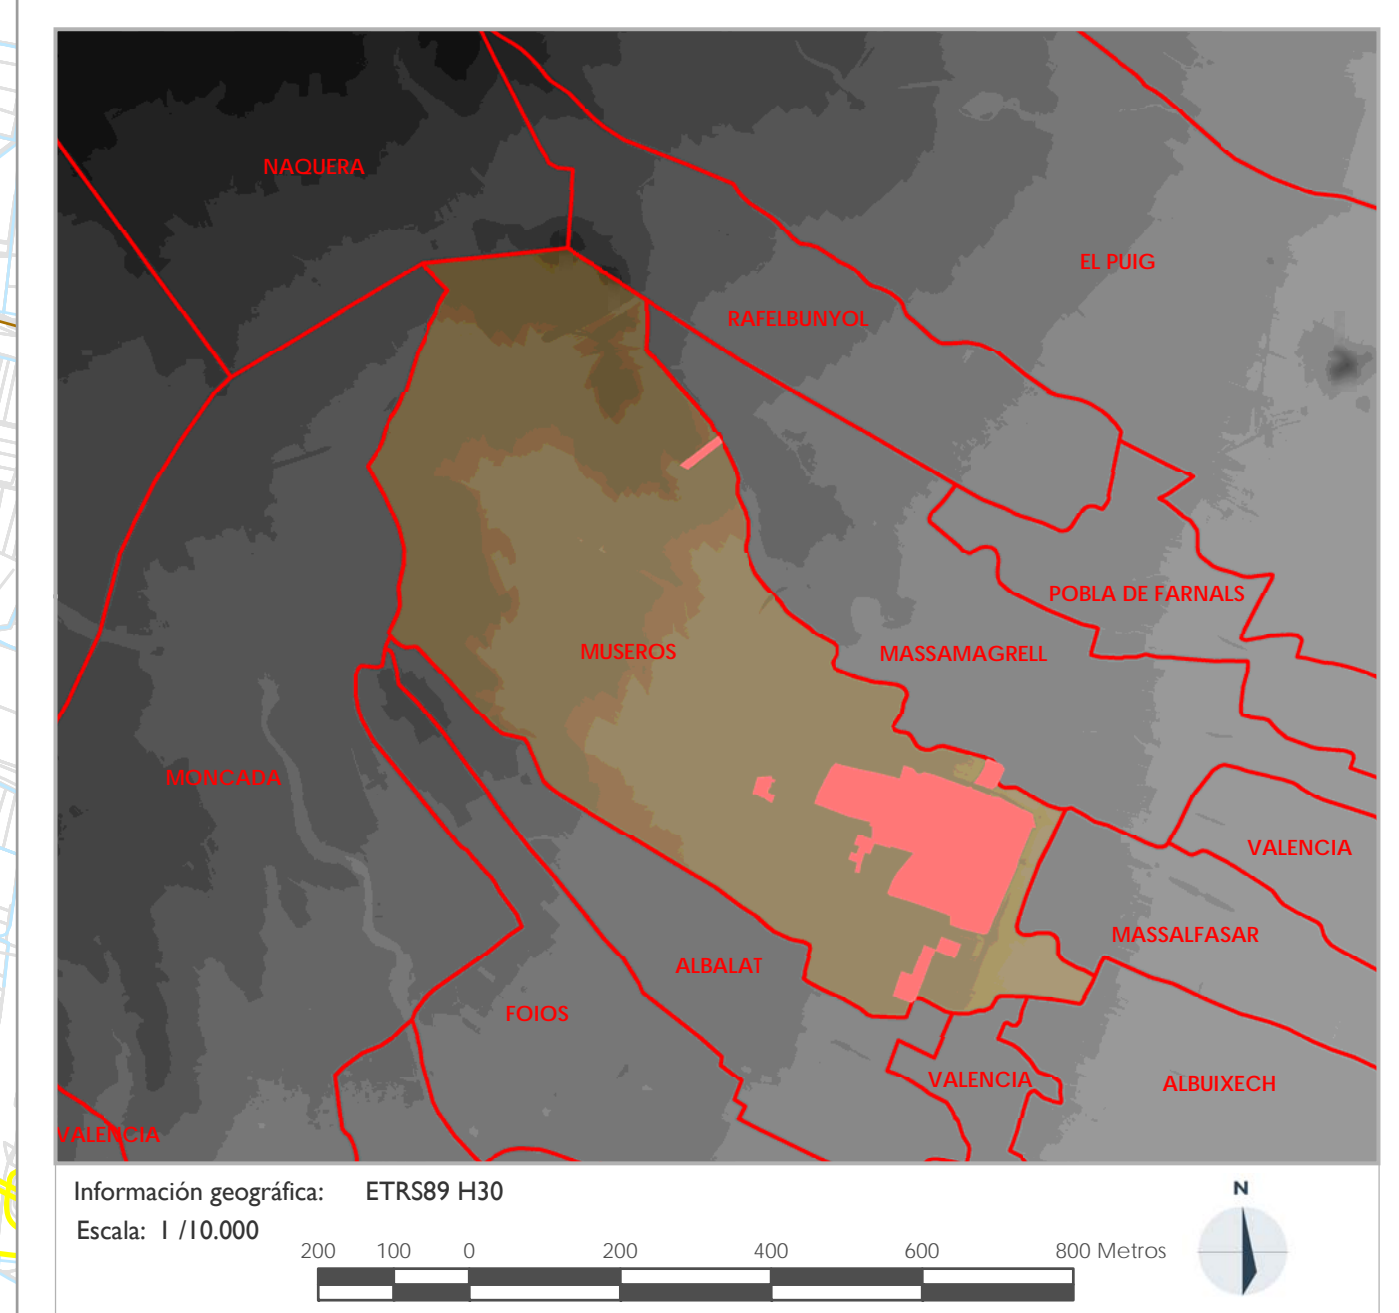 NAQUERA
EL PUIG
RAFELBUNYOL
POBLA DE FARNALS
MUSEROS
MASSAMAGRELL
MONCADA
VALENCIA
MASSALFASAR
ALBALAT
FOIOS
VALENCIA
ALBUIXECH
VALENCIA
Información geográfica: ETRS89 H30
Escala: 1 /10.000
200 100 0 200 400 600 800 Metros
N